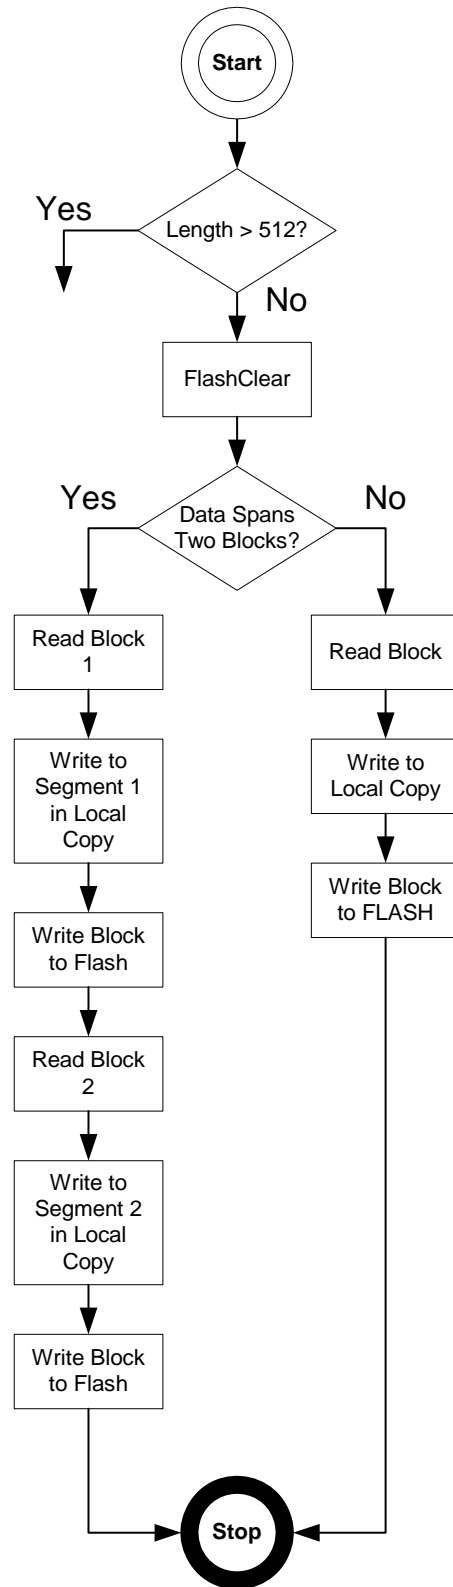 Start
Yes
Length > 512?
No
FlashClear
Yes
No
Data Spans
Two Blocks?
Read Block
1
Read Block
Write to
Segment 1
in Local
Copy
Write to
Local Copy
Write Block
to FLASH
Write Block
to Flash
Read Block
2
Write to
Segment 2
in Local
Copy
Write Block
to Flash
Stop